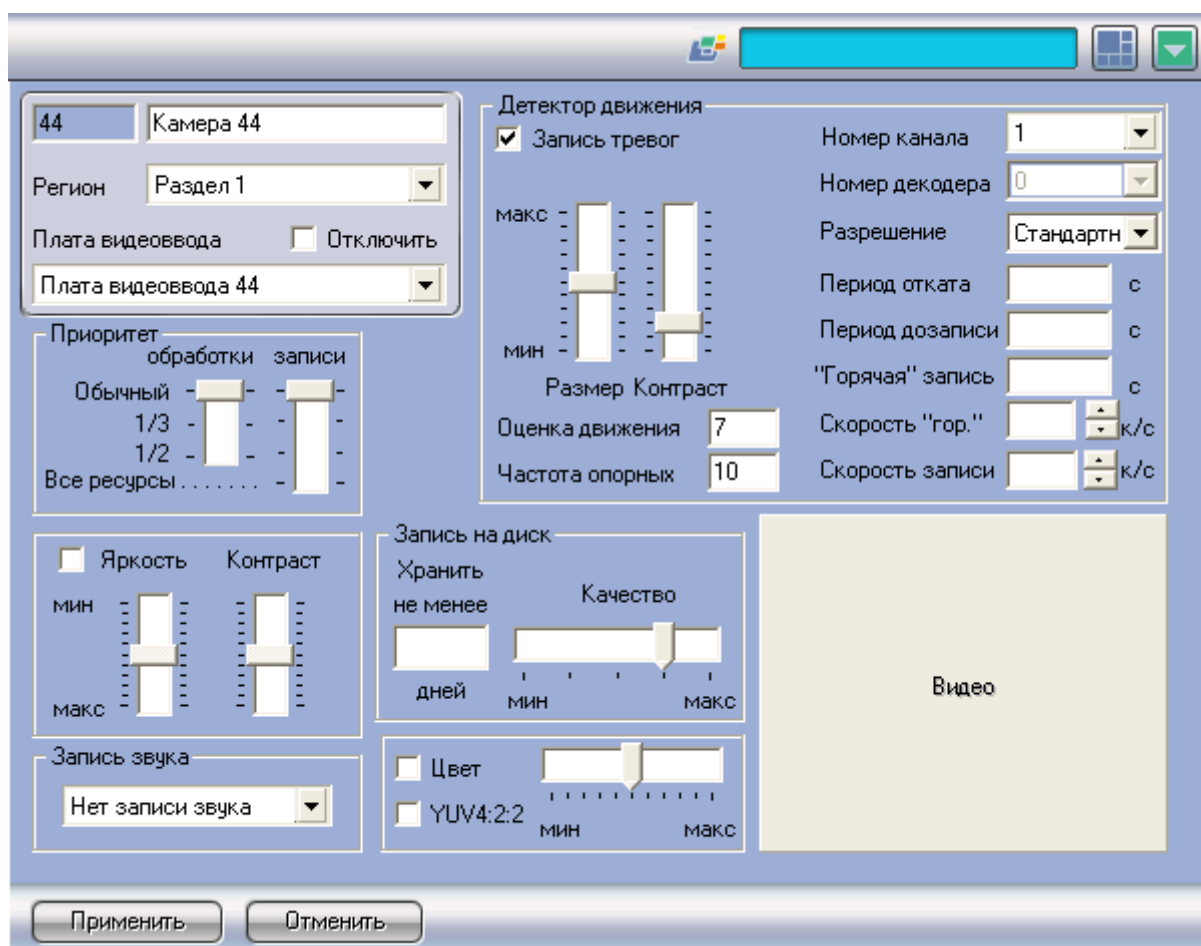 44 Камера 44
Регион Раздел 1
Плата видеоввода Отключить
Плата видеоввода 44
Приоритет
обработки записи
Обычный
1/3
1/2
Все ресурсы.......
Яркость Контраст
мин
макс
Запись звука
Нет записи звука
Детектор движения
Запись тревог
макс
мин
Размер Контраст
Оценка движения 7
Частота опорных 10
Номер канала 1
Номер декодера 0
Разрешение Стандартн
Период отката с
Период дозаписи с
"Горячая" запись с
Скорость "гор." к/с
Скорость записи к/с
Запись на диск
Хранить
не менее
дней
Качество
мин макс
Цвет
YUV4:2:2
мин макс
Видео
Применить Отменить